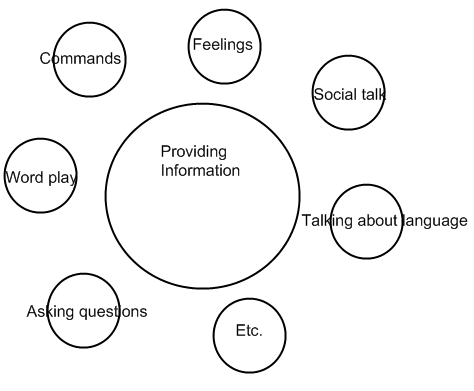 Feelings
Commands
Social talk
Providing
Information
Word play
Talking about language
Asking questions
Etc.